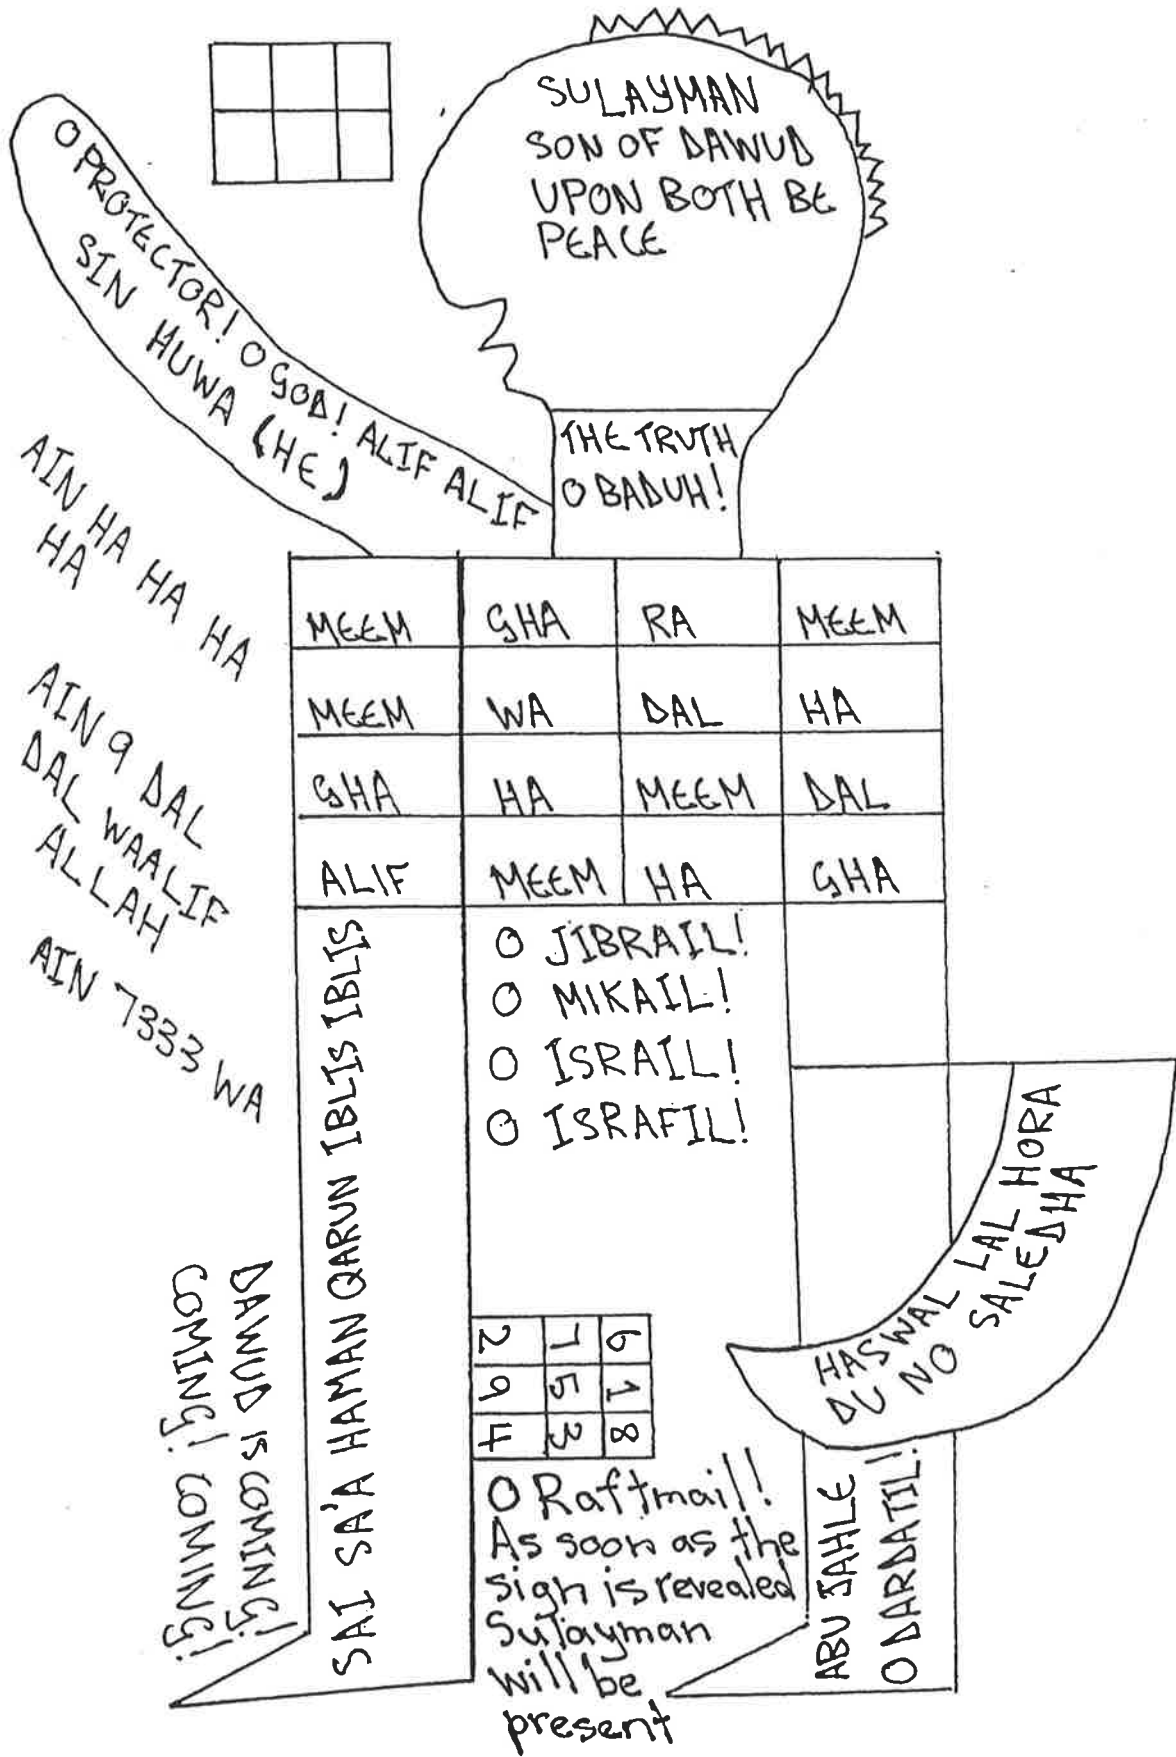 SULAYMAN
SON OF DAWUD
UPON BOTH BE
PEACE
O PROTECTOR! O GOD! ALIF ALIF
SIN HUWA (HE)
THE TRUTH
O BADUH!
AIN HA HA HA
HA
AIN 9 DAL
DAL WAALIF
ALLAH
AIN 7333 WA
MEEM GHA RA MEEM
MEEM WA DAL HA
GHA HA MEEM DAL
ALIF MEEM HA GHA
SAI SA'A HAMAN QARUN IBLIS IBLIS
O JIBRAIL!
O MIKAIL!
O ISRAIL!
O ISRAFIL!
HASWAL LAL HORA
DU NO SALEDHA
DAWUD IS COMING!
COMING! COMING!
6 1 8
7 5 3
2 9 4
O Raftmail!
As soon as the
sign is revealed
Sulayman
will be
present
ABU JAHLE
O DARDATIL!